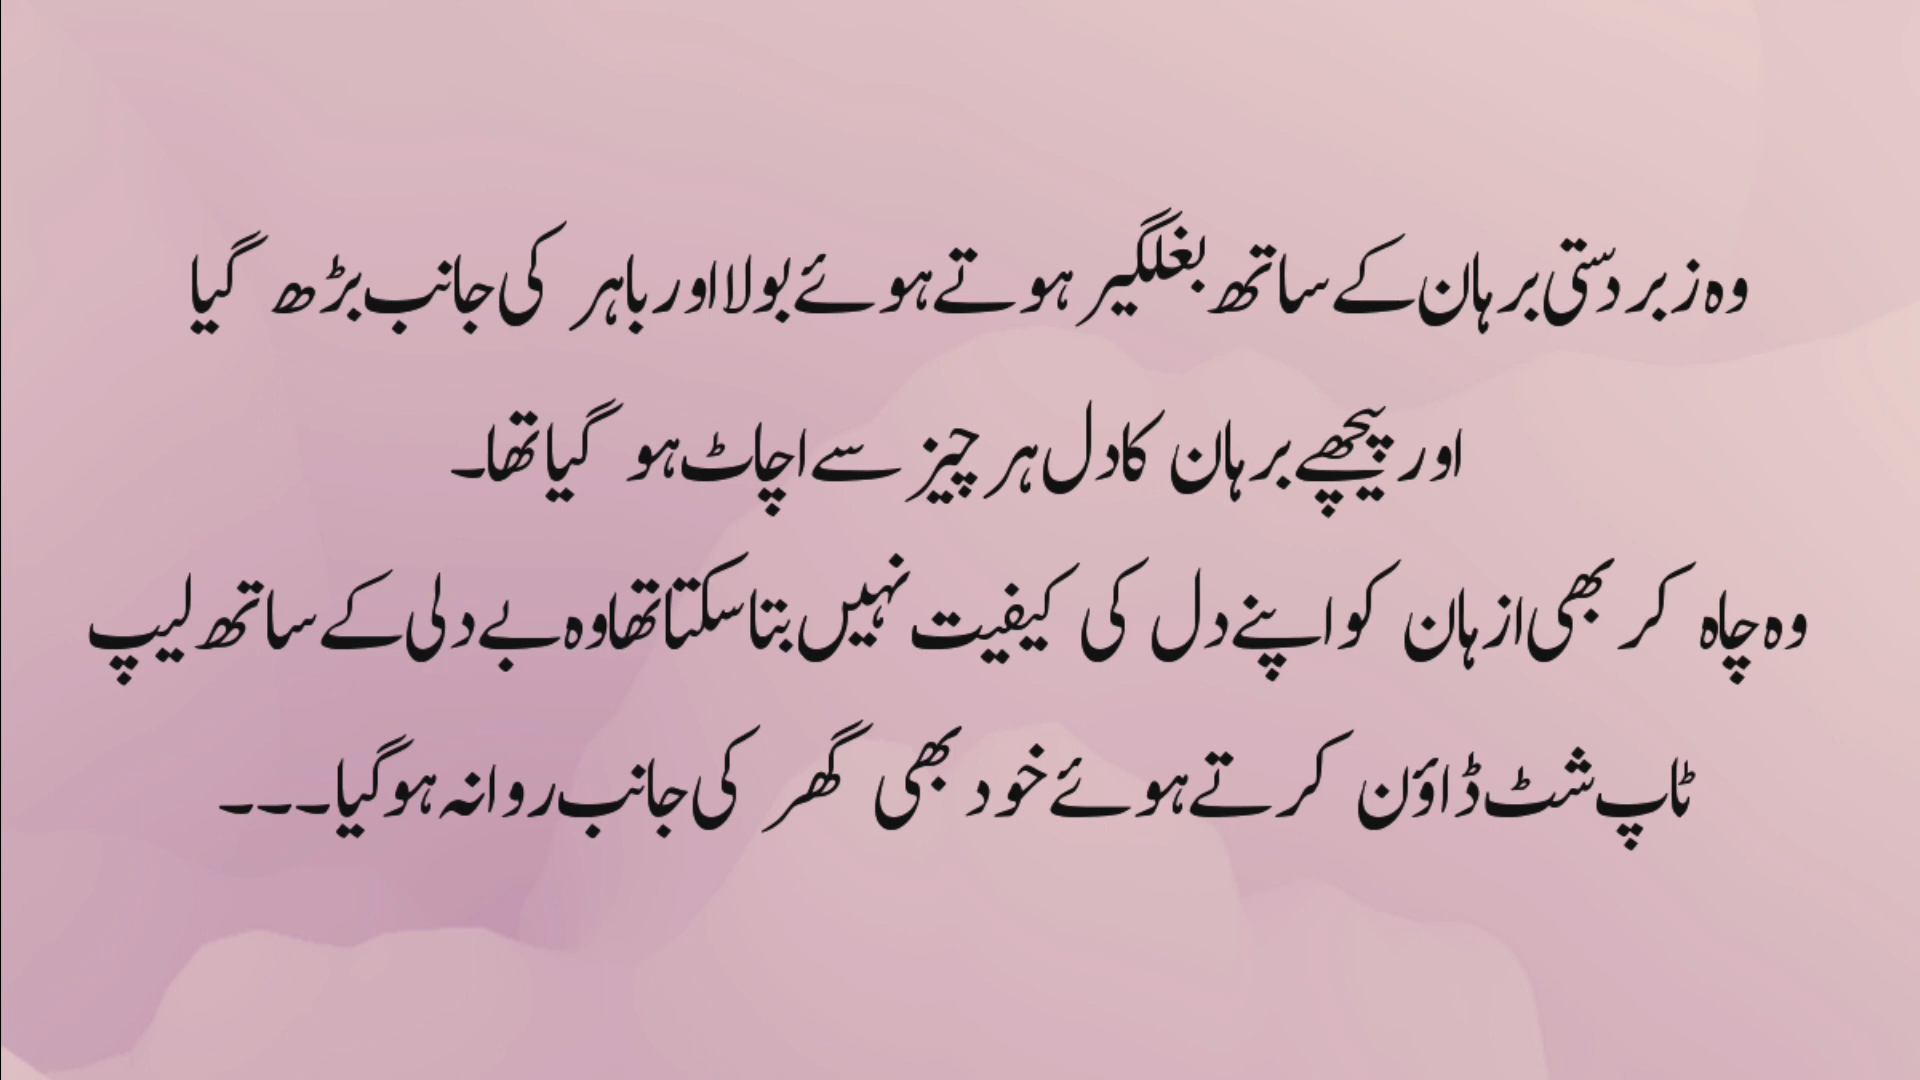 وہ زبردستی برہان کے ساتھ بغلگیر ہوتے ہوئے بولا اور باہر کی جانب بڑھ گیا
اور پیچھے برہان کا دل ہر چیز سے اچاٹ ہو گیا تھا۔
وہ چاہ کر بھی ازہان کو اپنے دل کی کیفیت نہیں بتا سکتا تھا وہ بے دلی کے ساتھ لیپ
ٹاپ شٹ ڈاؤن کرتے ہوئے خود بھی گھر کی جانب روانہ ہو گیا۔۔۔